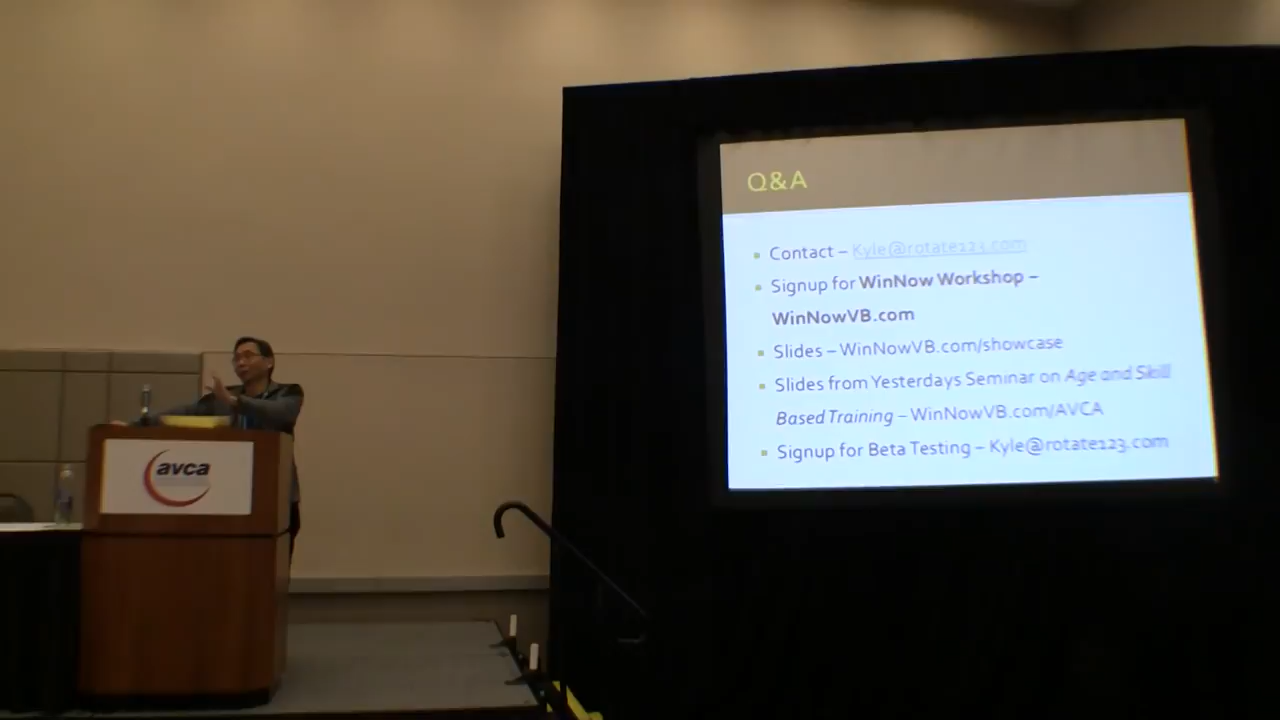 Q&A
Contact – Kyle@rotate123.com
Signup for WinNow Workshop –
WinNowVB.com
Slides – WinNowVB.com/showcase
Slides from Yesterdays Seminar on Age and Skill
Based Training – WinNowVB.com/AVCA
Signup for Beta Testing – Kyle@rotate123.com
avca